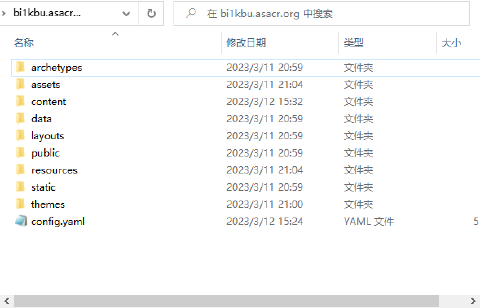 bi1kbu.asacr... 在 bi1kbu.asacr.org 中搜索
名称 修改日期 类型 大小
archetypes 2023/3/11 20:59 文件夹
assets 2023/3/11 21:04 文件夹
content 2023/3/12 15:32 文件夹
data 2023/3/11 20:59 文件夹
layouts 2023/3/11 20:59 文件夹
public 2023/3/11 20:59 文件夹
resources 2023/3/11 21:04 文件夹
static 2023/3/11 20:59 文件夹
themes 2023/3/11 21:00 文件夹
config.yaml 2023/3/12 15:24 YAML 文件 5